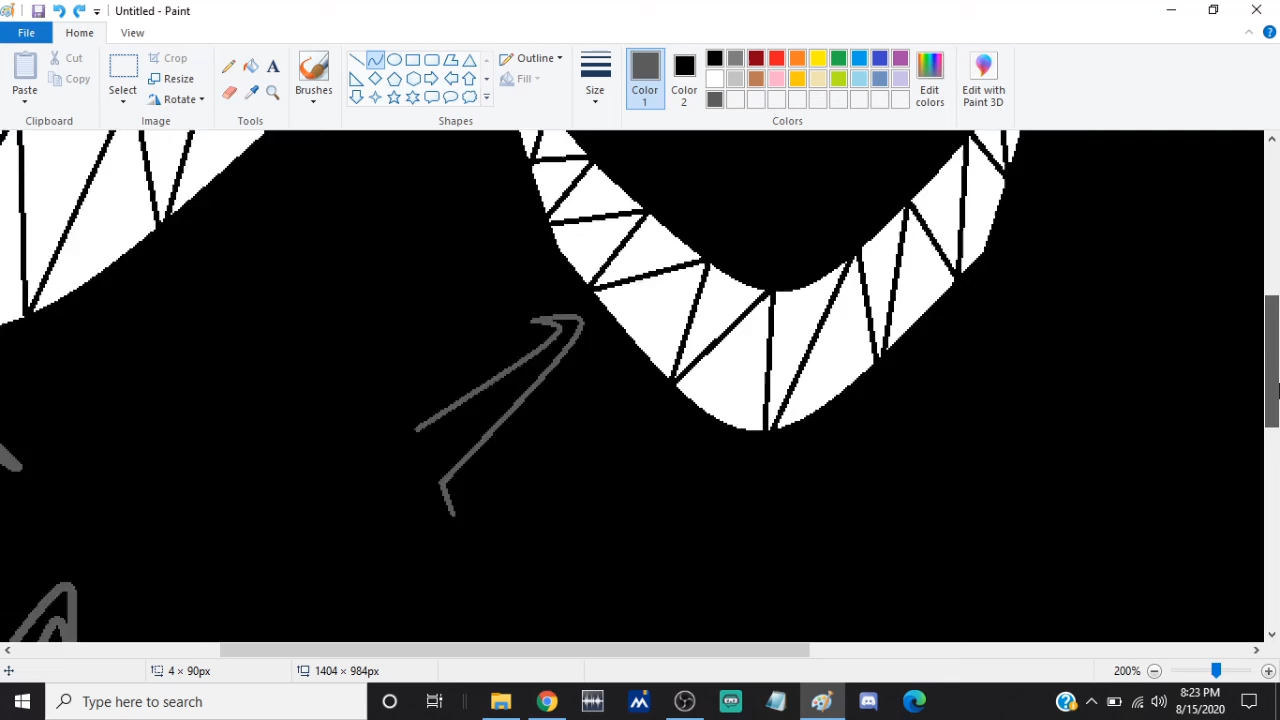 Untitled - Paint
File
Home
View
Paste
Cut
Copy
Clipboard
Select
Crop
Resize
Rotate
Image
A
Tools
Brushes
Shapes
Outline
Fill
Size
Color 1
Color 2
Colors
Edit colors
Edit with Paint 3D
4 × 90px
1404 × 984px
200%
Type here to search
8:23 PM
8/15/2020